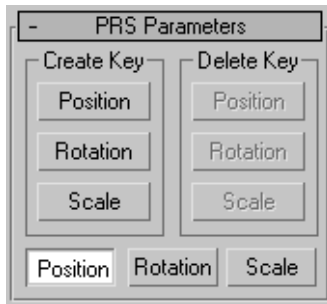 - PRS Parameters
Create Key Delete Key
Position Position
Rotation Rotation
Scale Scale
Position Rotation Scale